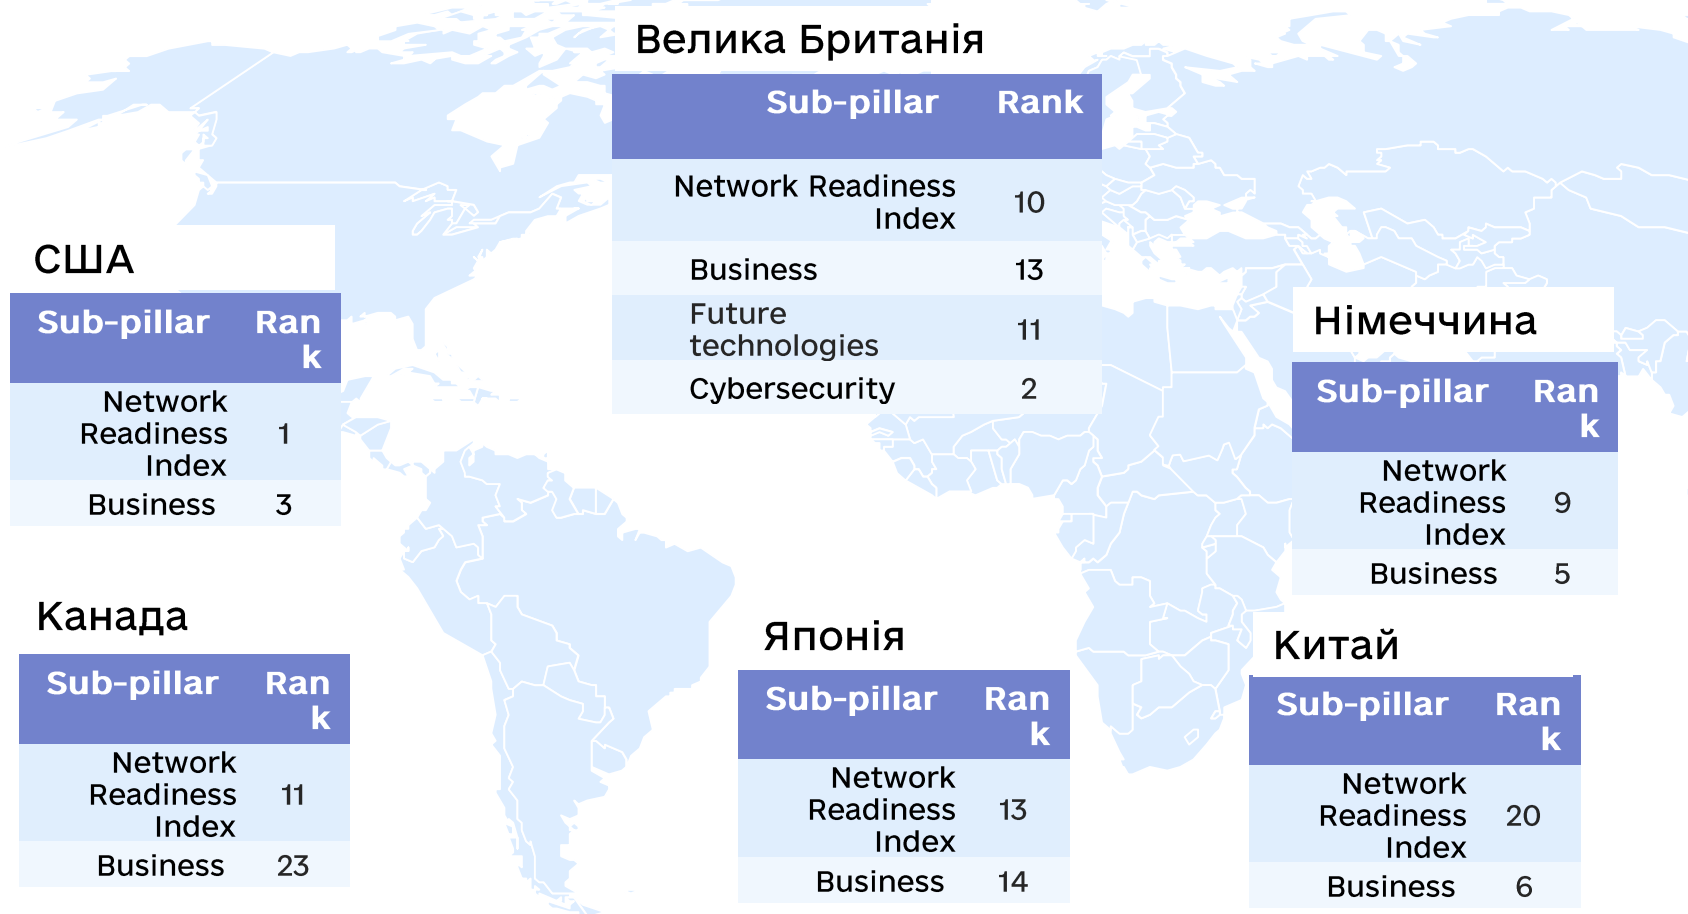 Велика Британія
Sub-pillar Rank
Network Readiness
Index 10
Business 13
Future
technologies 11
Cybersecurity 2
США
Sub-pillar Ran
k
Network
Readiness 1
Index
Business 3
Німеччина
Sub-pillar Ran
k
Network
Readiness 9
Index
Business 5
Канада
Sub-pillar Ran
k
Network
Readiness 11
Index
Business 23
Японія
Sub-pillar Ran
k
Network
Readiness 13
Index
Business 14
Китай
Sub-pillar Ran
k
Network
Readiness 20
Index
Business 6